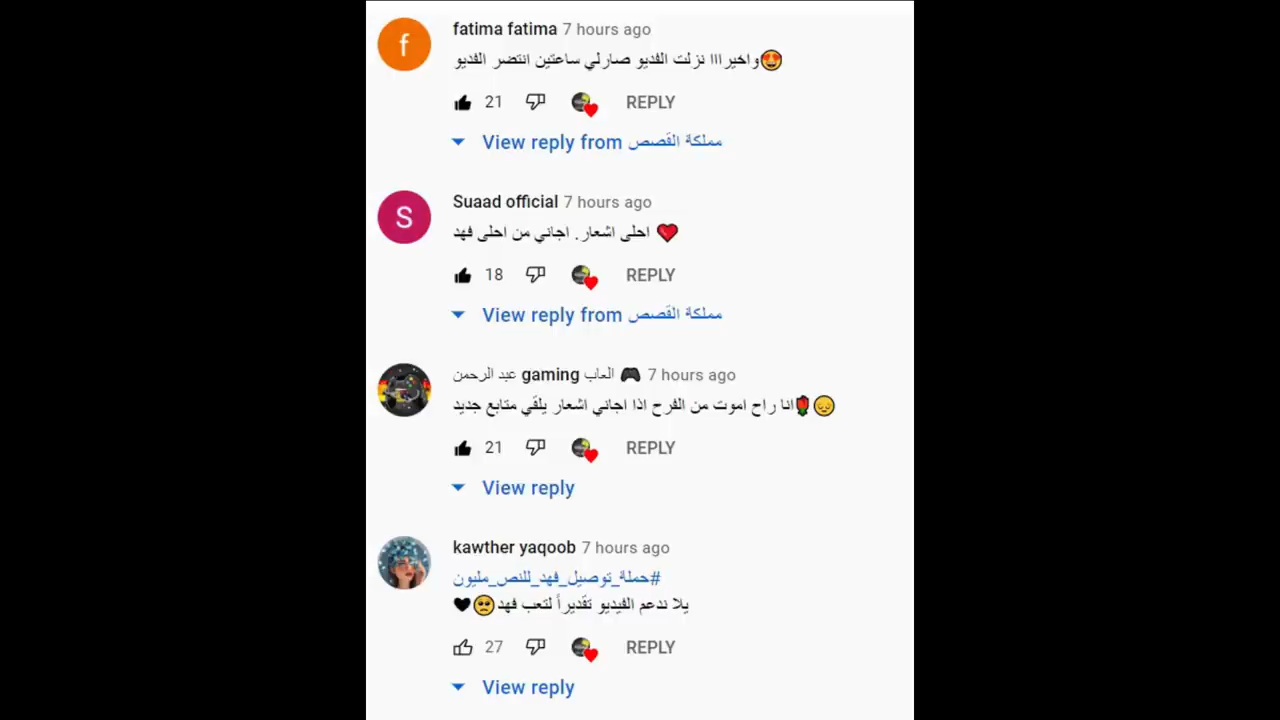 fatima fatima 7 hours ago
واخيرااا نزلت الفديو صارلي ساعتين انتضر الفديو😍
21 REPLY
View reply from مملكة القصص
Suaad official 7 hours ago
احلى اشعار. اجاني من احلى فهد ❤️
18 REPLY
View reply from مملكة القصص
العاب gaming عبد الرحمن 🎮 7 hours ago
انا راح اموت من الفرح اذا اجاني اشعار يلقي متابع جديد🌹😔
21 REPLY
View reply
kawther yaqoob 7 hours ago
#حملة_توصيل_فهد_للنص_مليون
يلا ندعم الفيديو تقديراً لتعب فهد🥺🖤
27 REPLY
View reply
f
S